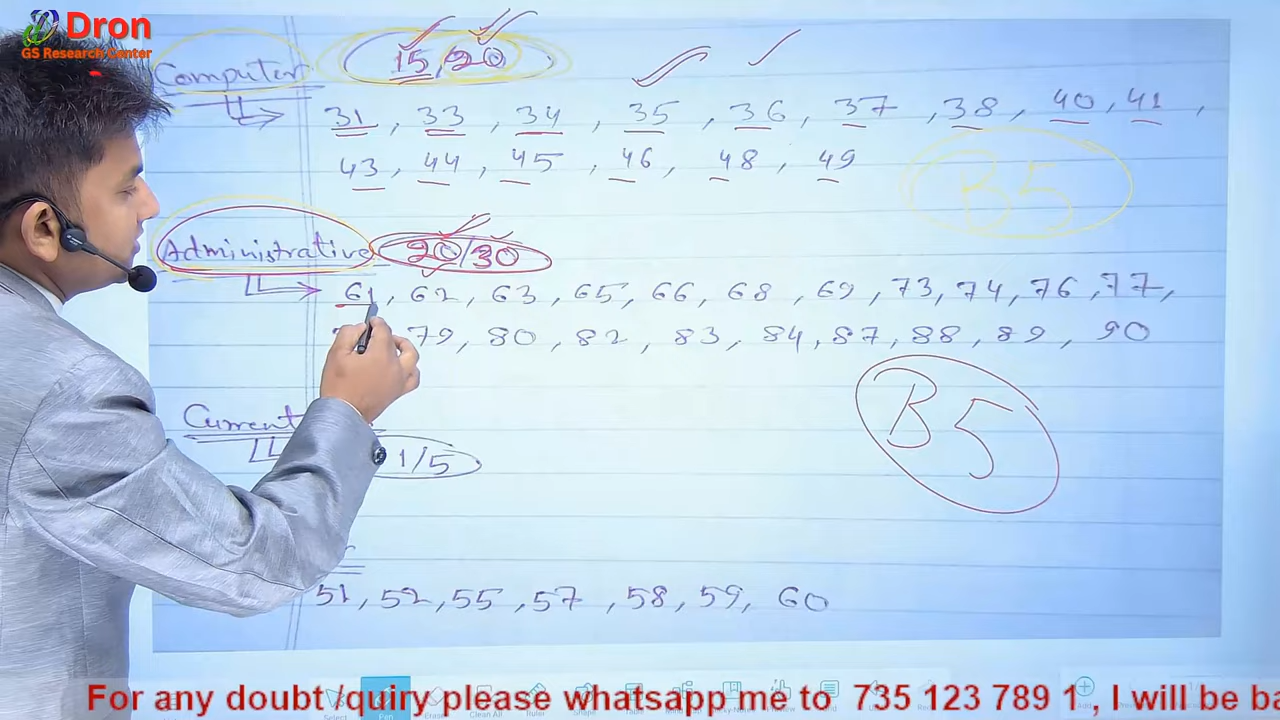 Dron
GS Research Center
Computer 15/20
31, 33, 34, 35, 36, 37, 38, 40, 41,
43, 44, 45, 46, 48, 49
B5
Administrative 20/30
61, 62, 63, 65, 66, 68, 69, 73, 74, 76, 77,
79, 80, 82, 83, 84, 87, 88, 89, 90
B5
Current
1/5
51, 52, 55, 57, 58, 59, 60
For any doubt /quiry please whatsapp me to 735 123 789 1 , I will be ba